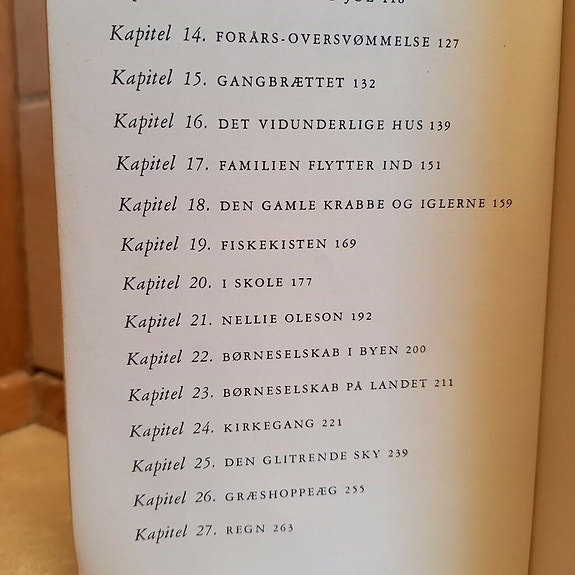 JUL 118
Kapitel 14. FORÅRS-OVERSVØMMELSE 127
Kapitel 15. GANGBRÆTTET 132
Kapitel 16. DET VIDUNDERLIGE HUS 139
Kapitel 17. FAMILIEN FLYTTER IND 151
Kapitel 18. DEN GAMLE KRABBE OG IGLERNE 159
Kapitel 19. FISKEKISTEN 169
Kapitel 20. I SKOLE 177
Kapitel 21. NELLIE OLESON 192
Kapitel 22. BØRNESELSKAB I BYEN 200
Kapitel 23. BØRNESELSKAB PÅ LANDET 211
Kapitel 24. KIRKEGANG 221
Kapitel 25. DEN GLITRENDE SKY 239
Kapitel 26. GRÆSHOPPEÆG 255
Kapitel 27. REGN 263